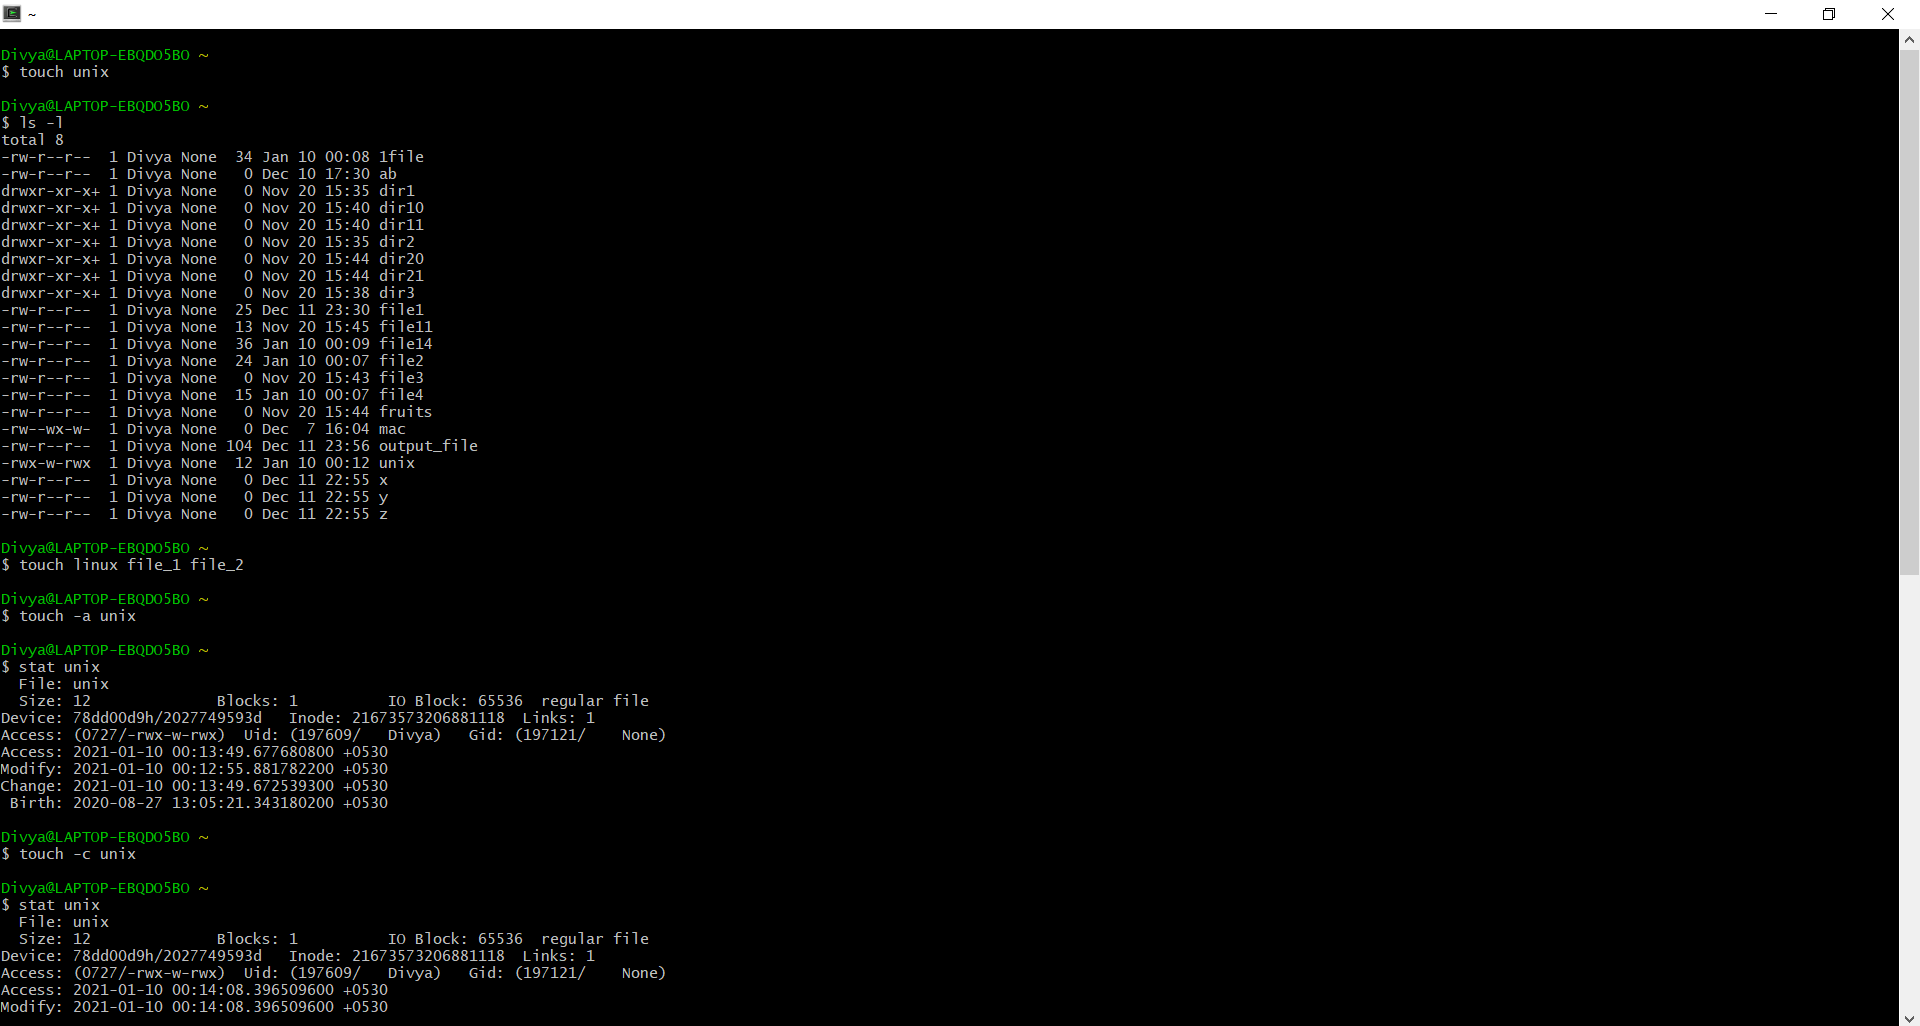 ~
Divya@LAPTOP-EBQDO5BO ~
$ touch unix
Divya@LAPTOP-EBQDO5BO ~
$ ls -l
total 8
-rw-r--r--  1 Divya None  34 Jan 10 00:08 1file
-rw-r--r--  1 Divya None   0 Dec 10 17:30 ab
drwxr-xr-x+ 1 Divya None   0 Nov 20 15:35 dir1
drwxr-xr-x+ 1 Divya None   0 Nov 20 15:40 dir10
drwxr-xr-x+ 1 Divya None   0 Nov 20 15:40 dir11
drwxr-xr-x+ 1 Divya None   0 Nov 20 15:35 dir2
drwxr-xr-x+ 1 Divya None   0 Nov 20 15:44 dir20
drwxr-xr-x+ 1 Divya None   0 Nov 20 15:44 dir21
drwxr-xr-x+ 1 Divya None   0 Nov 20 15:38 dir3
-rw-r--r--  1 Divya None  25 Dec 11 23:30 file1
-rw-r--r--  1 Divya None  13 Nov 20 15:45 file11
-rw-r--r--  1 Divya None  36 Jan 10 00:09 file14
-rw-r--r--  1 Divya None  24 Jan 10 00:07 file2
-rw-r--r--  1 Divya None   0 Nov 20 15:43 file3
-rw-r--r--  1 Divya None  15 Jan 10 00:07 file4
-rw-r--r--  1 Divya None   0 Nov 20 15:44 fruits
-rw--wx-w-  1 Divya None   0 Dec  7 16:04 mac
-rw-r--r--  1 Divya None 104 Dec 11 23:56 output_file
-rwx-w-rwx  1 Divya None  12 Jan 10 00:12 unix
-rw-r--r--  1 Divya None   0 Dec 11 22:55 x
-rw-r--r--  1 Divya None   0 Dec 11 22:55 y
-rw-r--r--  1 Divya None   0 Dec 11 22:55 z
Divya@LAPTOP-EBQDO5BO ~
$ touch linux file_1 file_2
Divya@LAPTOP-EBQDO5BO ~
$ touch -a unix
Divya@LAPTOP-EBQDO5BO ~
$ stat unix
  File: unix
  Size: 12              Blocks: 1          IO Block: 65536  regular file
Device: 78dd00d9h/2027749593d   Inode: 21673573206881118  Links: 1
Access: (0727/-rwx-w-rwx)  Uid: (197609/   Divya)   Gid: (197121/    None)
Access: 2021-01-10 00:13:49.677680800 +0530
Modify: 2021-01-10 00:12:55.881782200 +0530
Change: 2021-01-10 00:13:49.672539300 +0530
 Birth: 2020-08-27 13:05:21.343180200 +0530
Divya@LAPTOP-EBQDO5BO ~
$ touch -c unix
Divya@LAPTOP-EBQDO5BO ~
$ stat unix
  File: unix
  Size: 12              Blocks: 1          IO Block: 65536  regular file
Device: 78dd00d9h/2027749593d   Inode: 21673573206881118  Links: 1
Access: (0727/-rwx-w-rwx)  Uid: (197609/   Divya)   Gid: (197121/    None)
Access: 2021-01-10 00:14:08.396509600 +0530
Modify: 2021-01-10 00:14:08.396509600 +0530